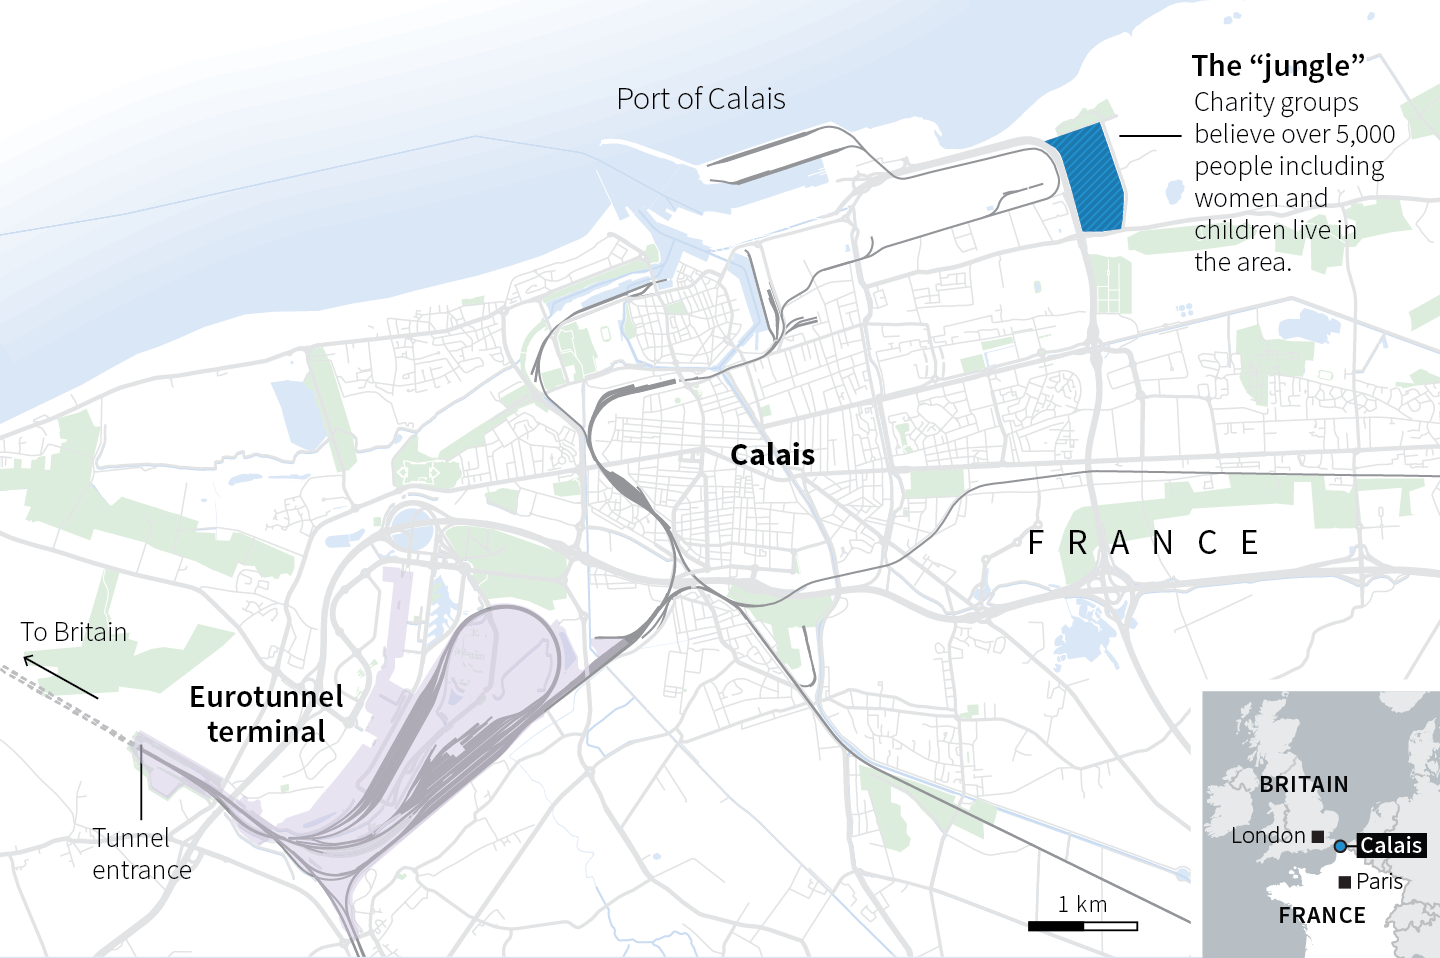 The “jungle”
Charity groups
believe over 5,000
people including
women and
children live in
the area.
Port of Calais
Calais
FRANCE
To Britain
Eurotunnel
terminal
Tunnel
entrance
1 km
BRITAIN
London
Calais
Paris
FRANCE